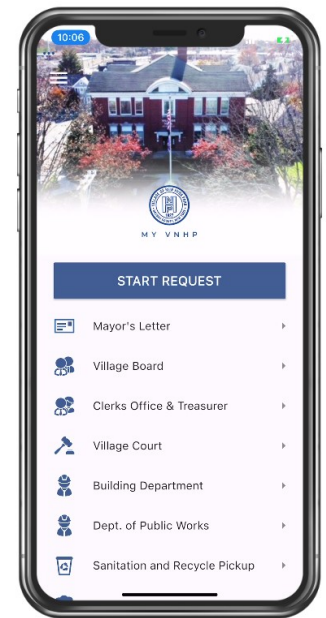 10:06
MY VNHP
START REQUEST
Mayor's Letter
Village Board
Clerks Office & Treasurer
Village Court
Building Department
Dept. of Public Works
Sanitation and Recycle Pickup